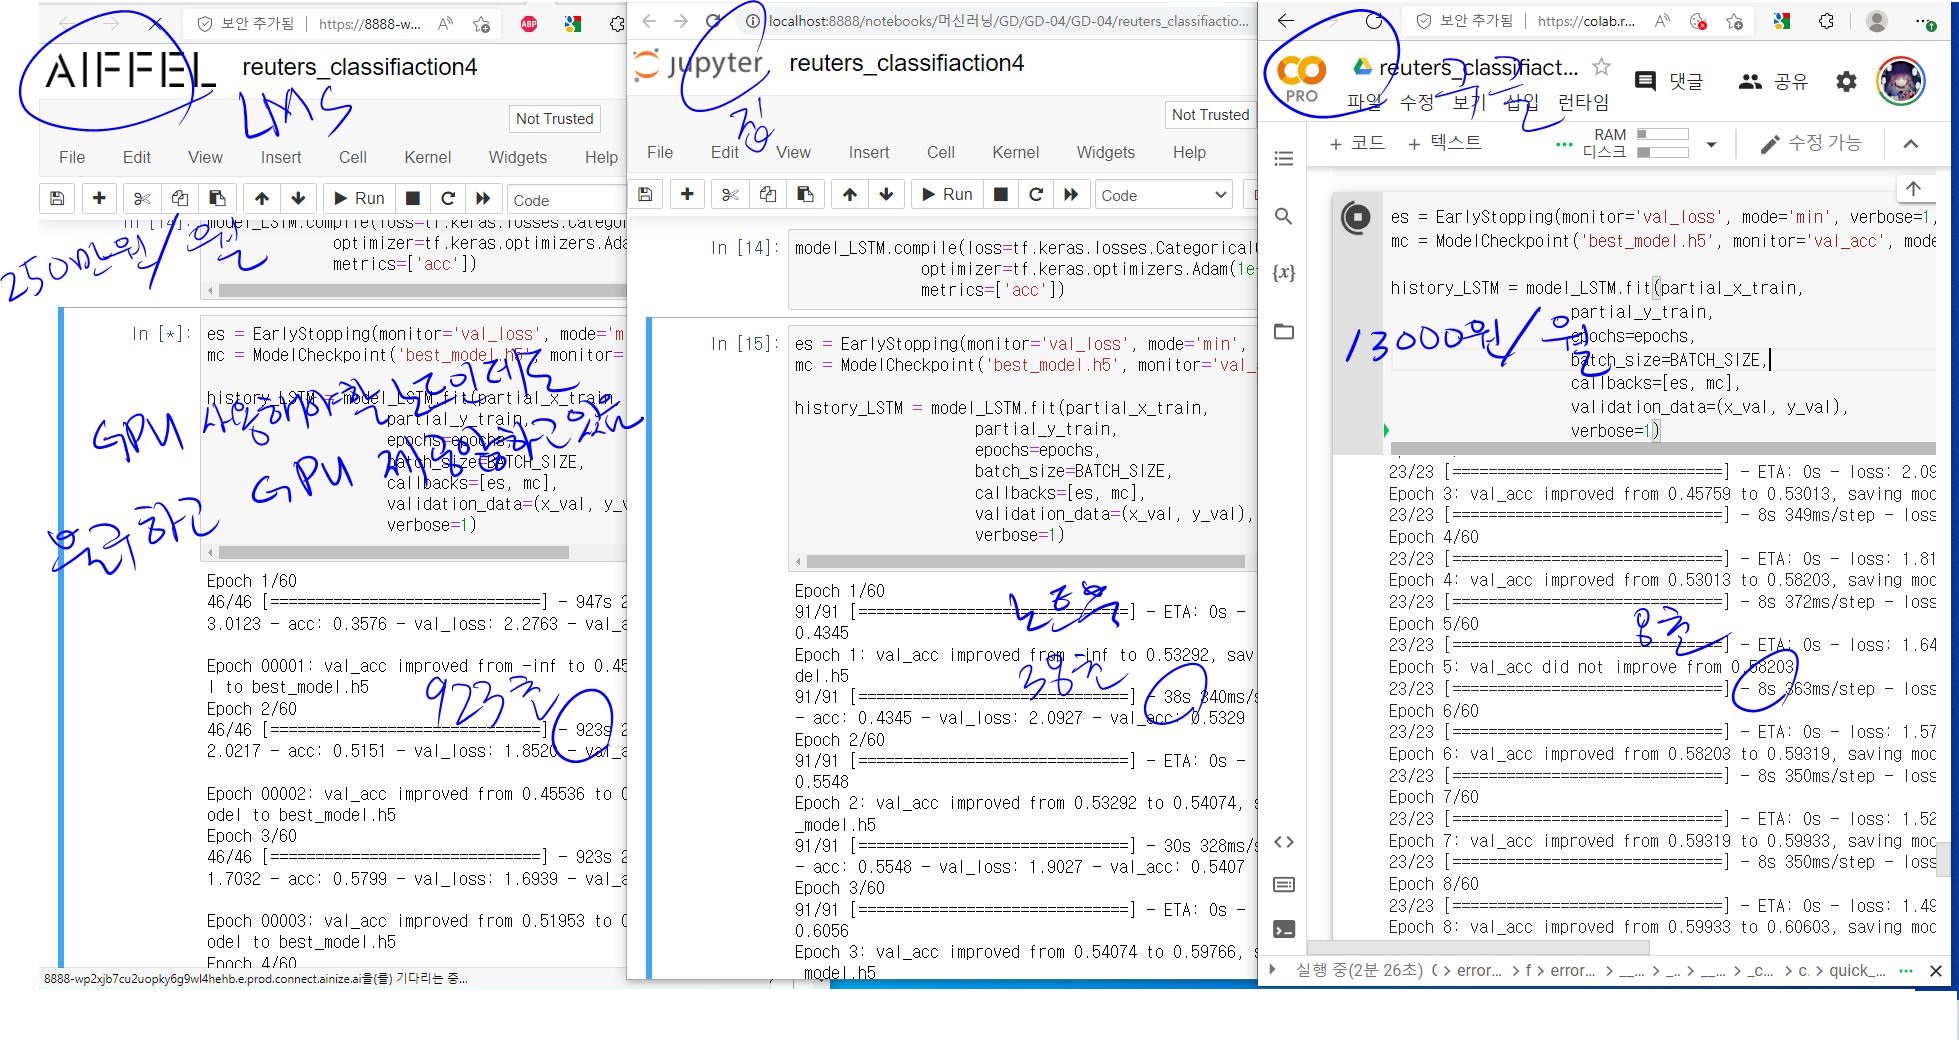 보안 추가됨 https://8888-w...
AIFFEL reuters_classifiaction4
LMS
Not Trusted
File Edit View Insert Cell Kernel Widgets Help
Run Code
250만원/월
In [14]: model_LSTM.compile(loss=tf.keras.losses.Categor
optimizer=tf.keras.optimizers.Ada
metrics=['acc'])
In [*]: es = EarlyStopping(monitor='val_loss', mode='m
mc = ModelCheckpoint('best_model.h5', monitor=
history_LSTM = model_LSTM.fit(partial_x_train,
partial_y_train,
epochs=epochs,
batch_size=BATCH_SIZE,
callbacks=[es, mc],
validation_data=(x_val, y_v
verbose=1)
GPU 사용해야할 노드인데도
불구하고 GPU 제공안하고있음
Epoch 1/60
46/46 [==============================] - 947s 2
3.0123 - acc: 0.3576 - val_loss: 2.2763 - val_a
Epoch 00001: val_acc improved from -inf to 0.45
l to best_model.h5
923초
Epoch 2/60
46/46 [==============================] - 923s 2
2.0217 - acc: 0.5151 - val_loss: 1.8520 - val_a
Epoch 00002: val_acc improved from 0.45536 to 0
odel to best_model.h5
Epoch 3/60
46/46 [==============================] - 923s 2
1.7032 - acc: 0.5799 - val_loss: 1.6939 - val_a
Epoch 00003: val_acc improved from 0.51953 to 0
odel to best_model.h5
Epoch 4/60
8888-wp2xjb7cu2uopky6g9wl4hehb.e.prod.connect.ainize.ai을(를) 기다리는 중...
localhost:8888/notebooks/머신러닝/GD/GD-04/GD-04/reuters_classifiactio...
jupyter reuters_classifiaction4
집
Not Trusted
File Edit View Insert Cell Kernel Widgets Help
Run Code
In [14]: model_LSTM.compile(loss=tf.keras.losses.Categorical
optimizer=tf.keras.optimizers.Adam(1e-
metrics=['acc'])
In [15]: es = EarlyStopping(monitor='val_loss', mode='min',
mc = ModelCheckpoint('best_model.h5', monitor='val_
history_LSTM = model_LSTM.fit(partial_x_train,
partial_y_train,
epochs=epochs,
batch_size=BATCH_SIZE,
callbacks=[es, mc],
validation_data=(x_val, y_val),
verbose=1)
Epoch 1/60
노트북
91/91 [==============================] - ETA: 0s -
0.4345
Epoch 1: val_acc improved from -inf to 0.53292, sav
del.h5
38초
91/91 [==============================] - 38s 340ms/s
- acc: 0.4345 - val_loss: 2.0927 - val_acc: 0.5329
Epoch 2/60
91/91 [==============================] - ETA: 0s -
0.5548
Epoch 2: val_acc improved from 0.53292 to 0.54074, s
_model.h5
91/91 [==============================] - 30s 328ms/s
- acc: 0.5548 - val_loss: 1.9027 - val_acc: 0.5407
Epoch 3/60
91/91 [==============================] - ETA: 0s -
0.6056
Epoch 3: val_acc improved from 0.54074 to 0.59766, s
_model.h5
보안 추가됨 https://colab.r...
CO PRO reuters_classifiact... 댓글 공유
파일 수정 보기 삽입 런타임
구글
+ 코드 + 텍스트 RAM 디스크 수정 가능
es = EarlyStopping(monitor='val_loss', mode='min', verbose=1,
mc = ModelCheckpoint('best_model.h5', monitor='val_acc', mode
history_LSTM = model_LSTM.fit(partial_x_train,
partial_y_train,
epochs=epochs,
13000원/월
batch_size=BATCH_SIZE,
callbacks=[es, mc],
validation_data=(x_val, y_val),
verbose=1)
23/23 [==============================] - ETA: 0s - loss: 2.09
Epoch 3: val_acc improved from 0.45759 to 0.53013, saving mod
23/23 [==============================] - 8s 349ms/step - loss
Epoch 4/60
23/23 [==============================] - ETA: 0s - loss: 1.81
Epoch 4: val_acc improved from 0.53013 to 0.58203, saving mod
23/23 [==============================] - 8s 372ms/step - loss
Epoch 5/60
8초
23/23 [==============================] - ETA: 0s - loss: 1.64
Epoch 5: val_acc did not improve from 0.58203
23/23 [==============================] - 8s 363ms/step - loss
Epoch 6/60
23/23 [==============================] - ETA: 0s - loss: 1.57
Epoch 6: val_acc improved from 0.58203 to 0.59319, saving mod
23/23 [==============================] - 8s 350ms/step - loss
Epoch 7/60
23/23 [==============================] - ETA: 0s - loss: 1.52
Epoch 7: val_acc improved from 0.59319 to 0.59933, saving mod
23/23 [==============================] - 8s 350ms/step - loss
Epoch 8/60
23/23 [==============================] - ETA: 0s - loss: 1.49
Epoch 8: val_acc improved from 0.59933 to 0.60603, saving mod
실행 중(2분 26초) > error... > f > error... > __... > _.. > __... > _c... > c. > quick_...